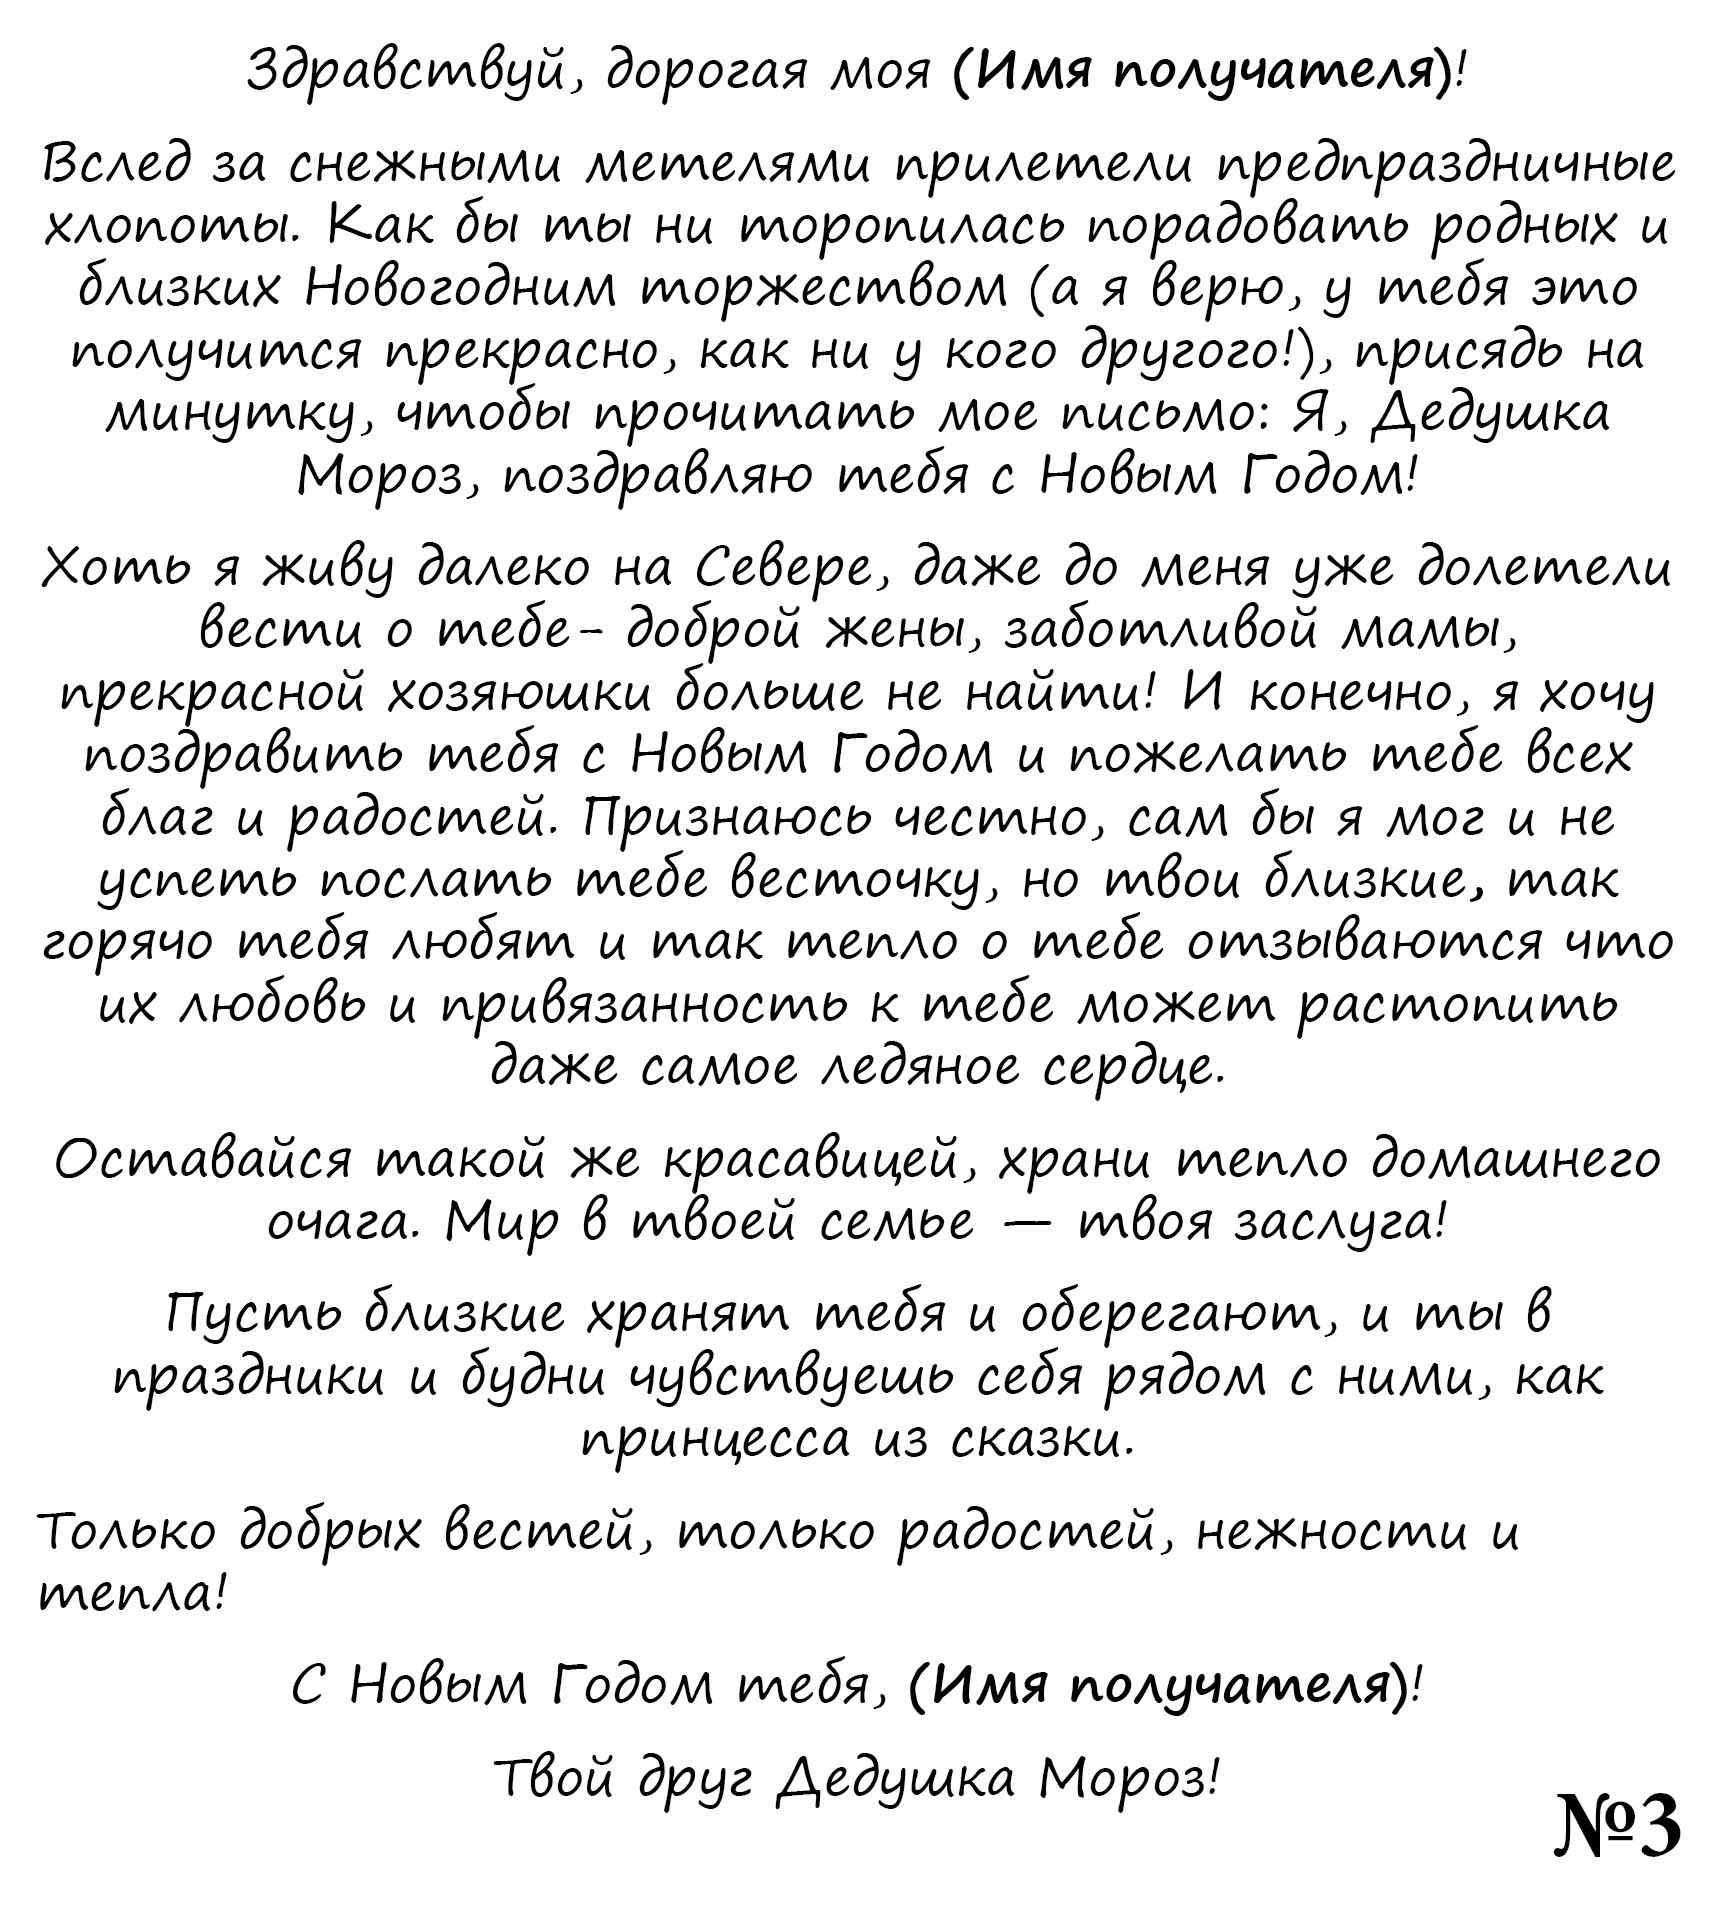 Здравствуй, дорогая моя (Имя получателя)!
Вслед за снежными метелями прилетели предпраздничные
хлопоты. Как бы ты ни торопилась порадовать родных и
близких Новогодним торжеством (а я верю, у тебя это
получится прекрасно, как ни у кого другого!), присядь на
минутку, чтобы прочитать мое письмо: Я, Дедушка
Мороз, поздравляю тебя с Новым Годом!
Хоть я живу далеко на Севере, даже до меня уже долетели
вести о тебе- доброй жены, заботливой мамы,
прекрасной хозяюшки больше не найти! И конечно, я хочу
поздравить тебя с Новым Годом и пожелать тебе всех
благ и радостей. Признаюсь честно, сам бы я мог и не
успеть послать тебе весточку, но твои близкие, так
горячо тебя любят и так тепло о тебе отзываются что
их любовь и привязанность к тебе может растопить
даже самое ледяное сердце.
Оставайся такой же красавицей, храни тепло домашнего
очага. Мир в твоей семье — твоя заслуга!
Пусть близкие хранят тебя и оберегают, и ты в
праздники и будни чувствуешь себя рядом с ними, как
принцесса из сказки.
Только добрых вестей, только радостей, нежности и
тепла!
С Новым Годом тебя, (Имя получателя)!
Твой друг Дедушка Мороз!
№3